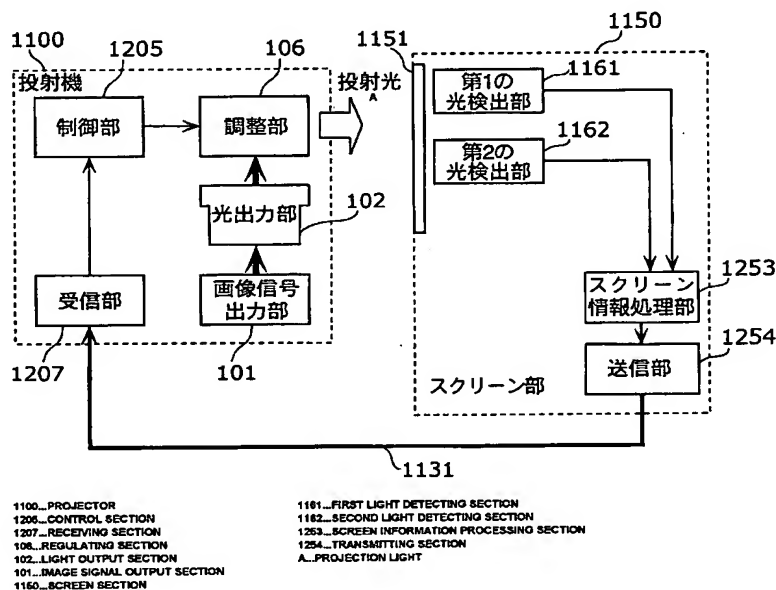 1100
1205
106
投射機
制御部
調整部
投射光
A
光出力部
102
受信部
画像信号
出力部
1207
101
1151
1150
第1の
光検出部
1161
第2の
光検出部
1162
スクリーン
情報処理部
1253
送信部
1254
スクリーン部
1131
1100...PROJECTOR
1205...CONTROL SECTION
1207...RECEIVING SECTION
106...REGULATING SECTION
102...LIGHT OUTPUT SECTION
101...IMAGE SIGNAL OUTPUT SECTION
1150...SCREEN SECTION
1161...FIRST LIGHT DETECTING SECTION
1162...SECOND LIGHT DETECTING SECTION
1253...SCREEN INFORMATION PROCESSING SECTION
1254...TRANSMITTING SECTION
A...PROJECTION LIGHT